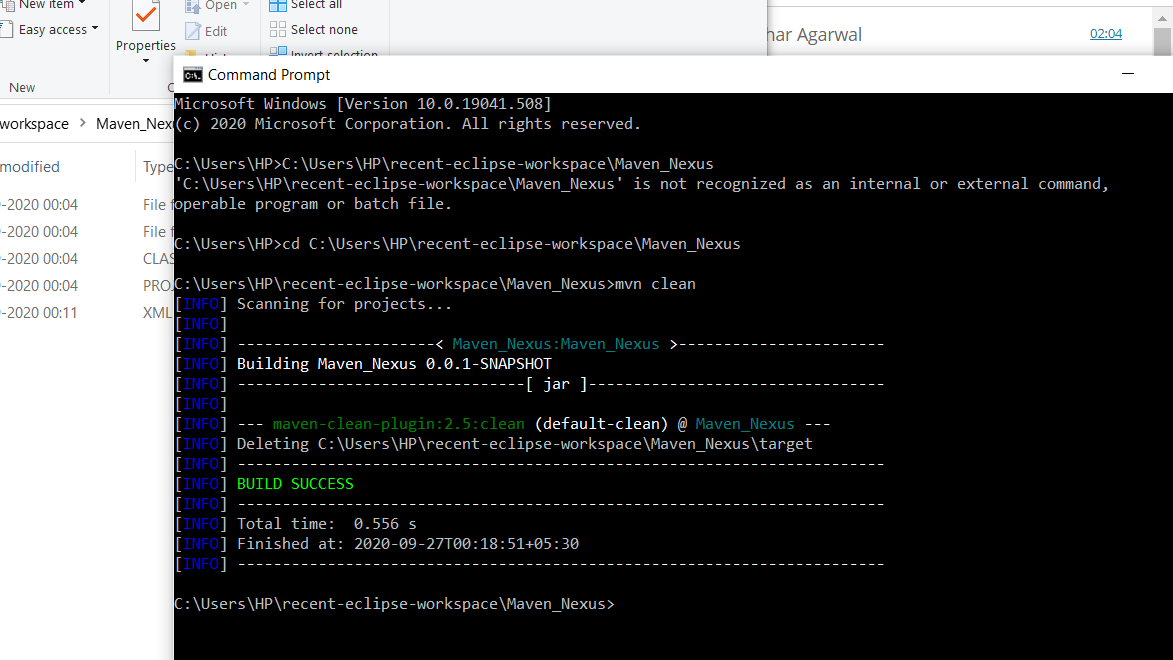 New item
Easy access
New
Properties
Open
Edit
Select all
Select none
Invert selection
har Agarwal
02:04
workspace > Maven_Nex
modified
Type
-2020 00:04
File f
-2020 00:04
File f
-2020 00:04
CLAS
-2020 00:04
PRO
-2020 00:11
XML
Command Prompt
Microsoft Windows [Version 10.0.19041.508]
(c) 2020 Microsoft Corporation. All rights reserved.
C:\Users\HP>C:\Users\HP\recent-eclipse-workspace\Maven_Nexus
'C:\Users\HP\recent-eclipse-workspace\Maven_Nexus' is not recognized as an internal or external command,
operable program or batch file.
C:\Users\HP>cd C:\Users\HP\recent-eclipse-workspace\Maven_Nexus
C:\Users\HP\recent-eclipse-workspace\Maven_Nexus>mvn clean
[INFO] Scanning for projects...
[INFO]
[INFO] ----------------------< Maven_Nexus:Maven_Nexus >-----------------------
[INFO] Building Maven_Nexus 0.0.1-SNAPSHOT
[INFO] --------------------------------[ jar ]---------------------------------
[INFO]
[INFO] --- maven-clean-plugin:2.5:clean (default-clean) @ Maven_Nexus ---
[INFO] Deleting C:\Users\HP\recent-eclipse-workspace\Maven_Nexus\target
[INFO] ------------------------------------------------------------------------
[INFO] BUILD SUCCESS
[INFO] ------------------------------------------------------------------------
[INFO] Total time:  0.556 s
[INFO] Finished at: 2020-09-27T00:18:51+05:30
[INFO] ------------------------------------------------------------------------
C:\Users\HP\recent-eclipse-workspace\Maven_Nexus>